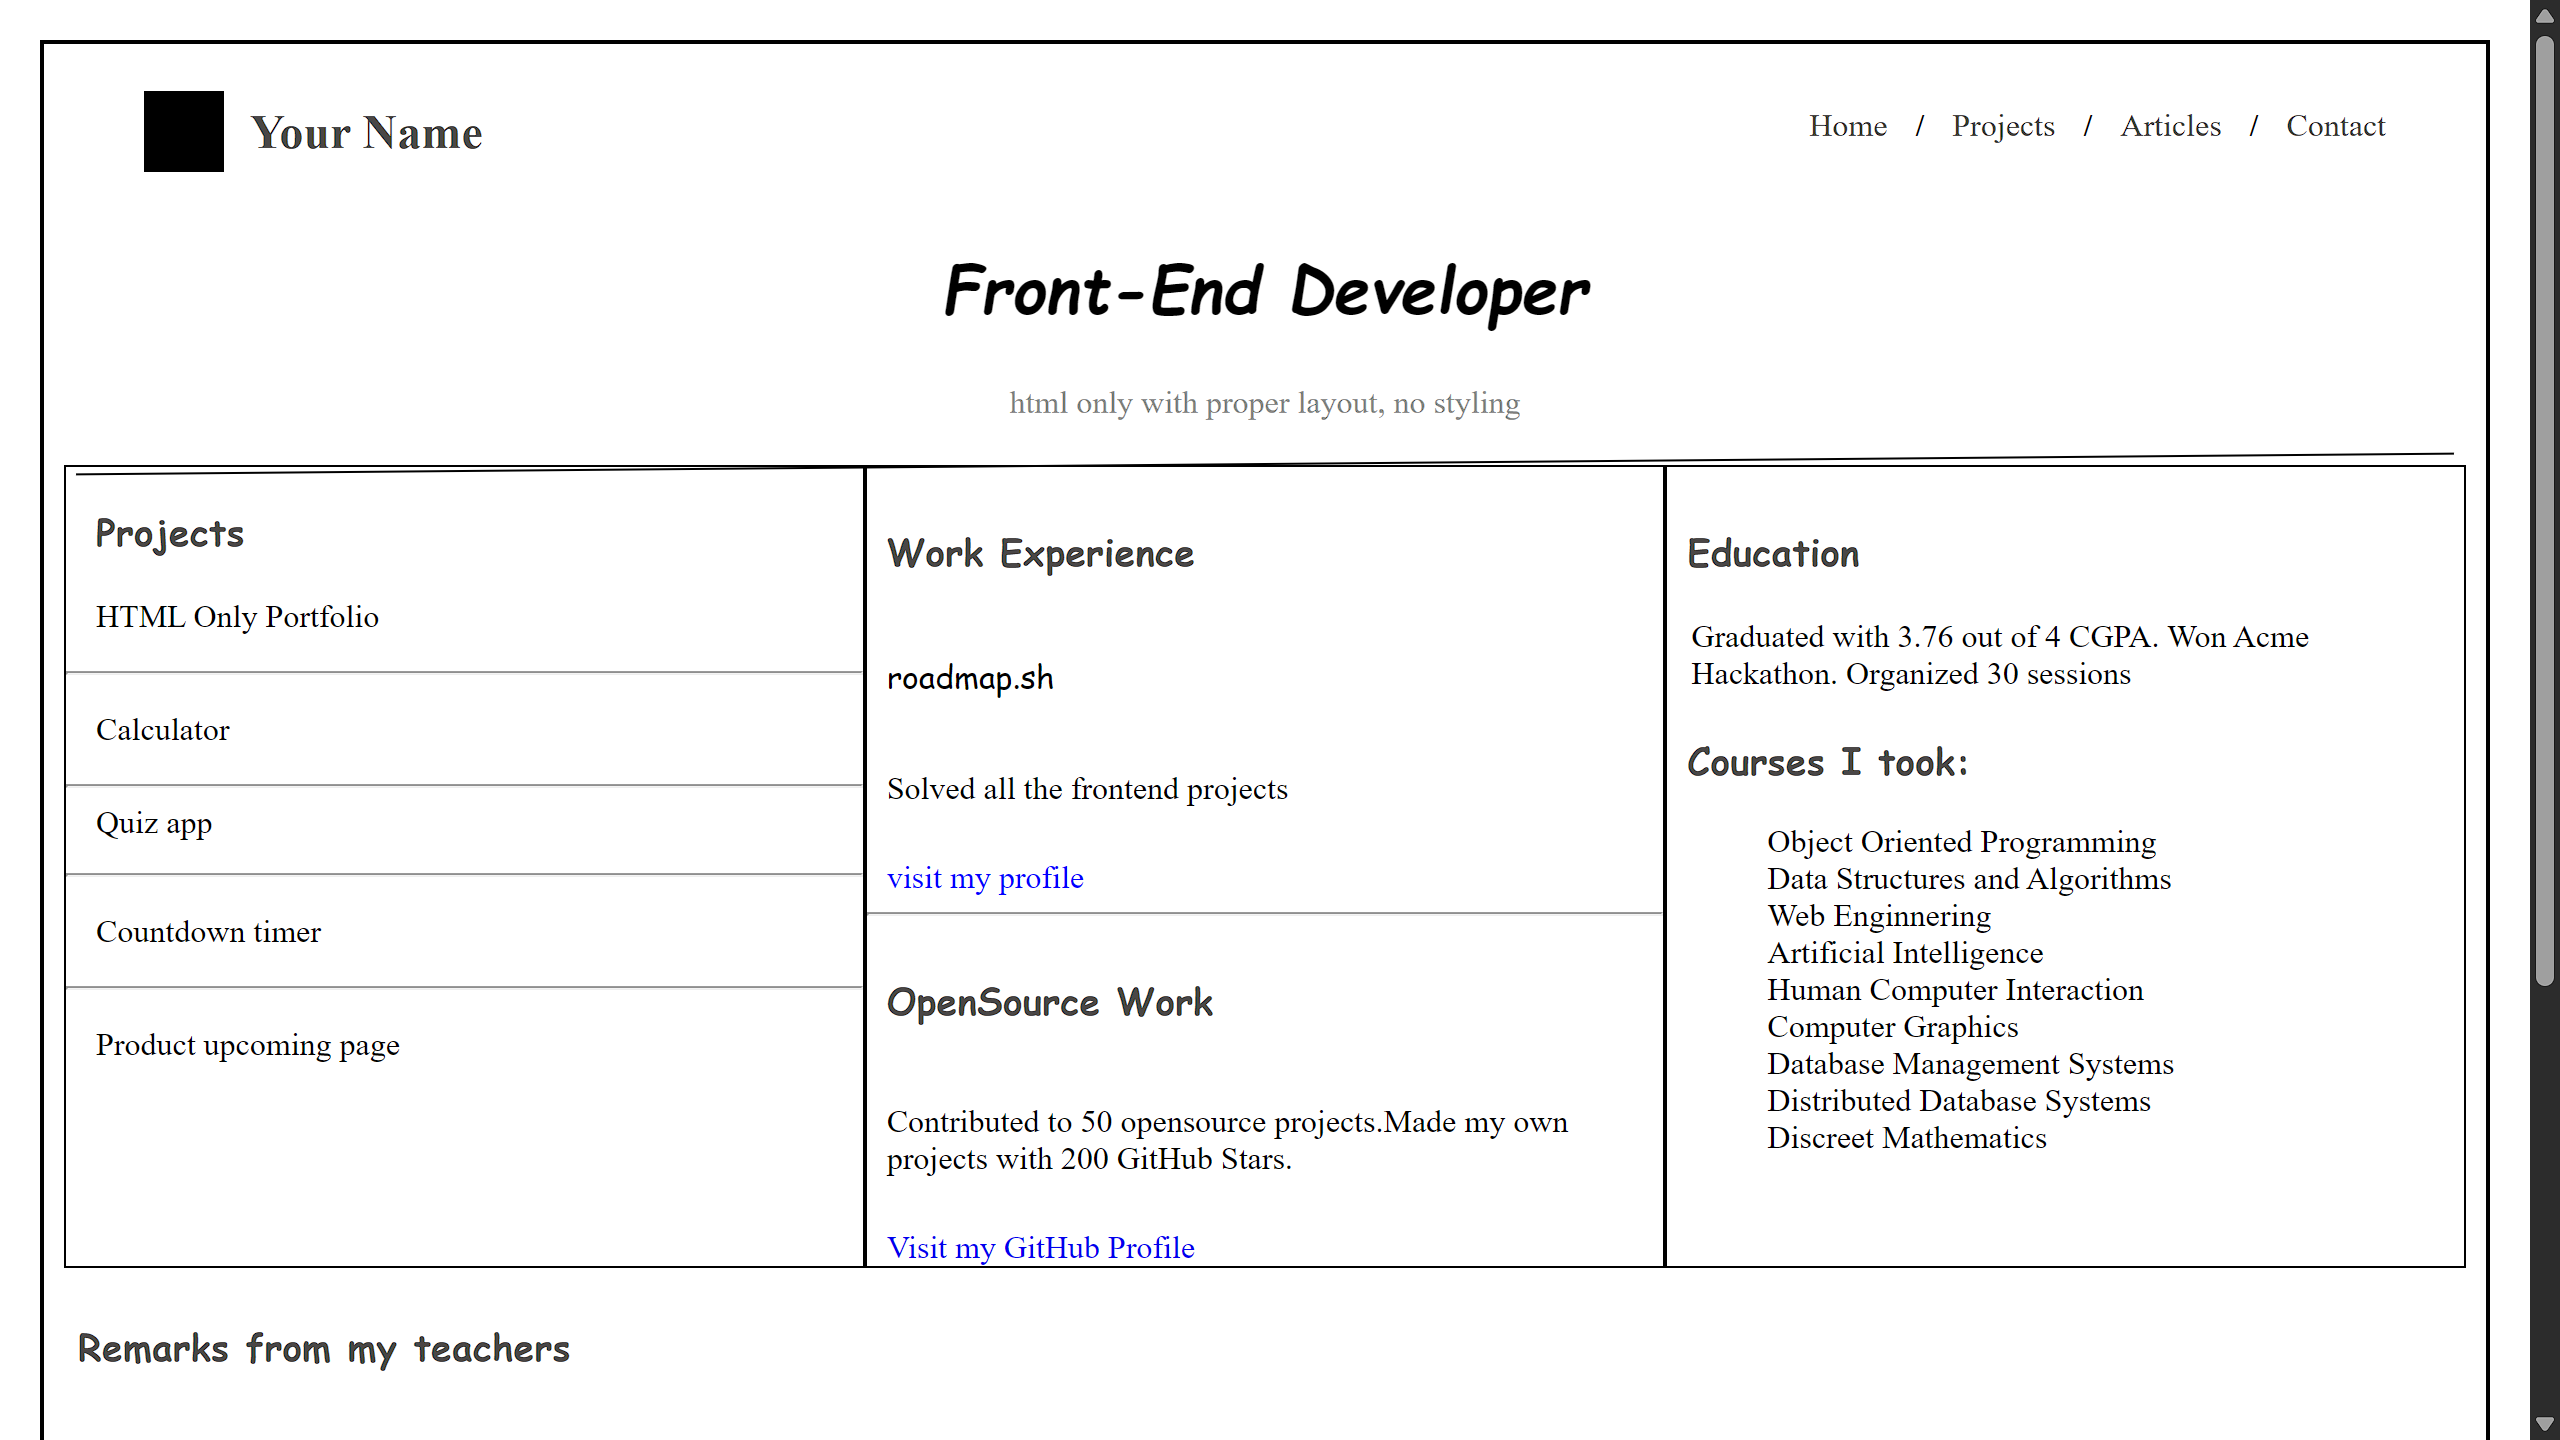 Your Name
Home / Projects / Articles / Contact
Front-End Developer
html only with proper layout, no styling
Projects
HTML Only Portfolio
Calculator
Quiz app
Countdown timer
Product upcoming page
Work Experience
roadmap.sh
Solved all the frontend projects
visit my profile
OpenSource Work
Contributed to 50 opensource projects.Made my own
projects with 200 GitHub Stars.
Visit my GitHub Profile
Education
Graduated with 3.76 out of 4 CGPA. Won Acme
Hackathon. Organized 30 sessions
Courses I took:
Object Oriented Programming
Data Structures and Algorithms
Web Enginnering
Artificial Intelligence
Human Computer Interaction
Computer Graphics
Database Management Systems
Distributed Database Systems
Discreet Mathematics
Remarks from my teachers